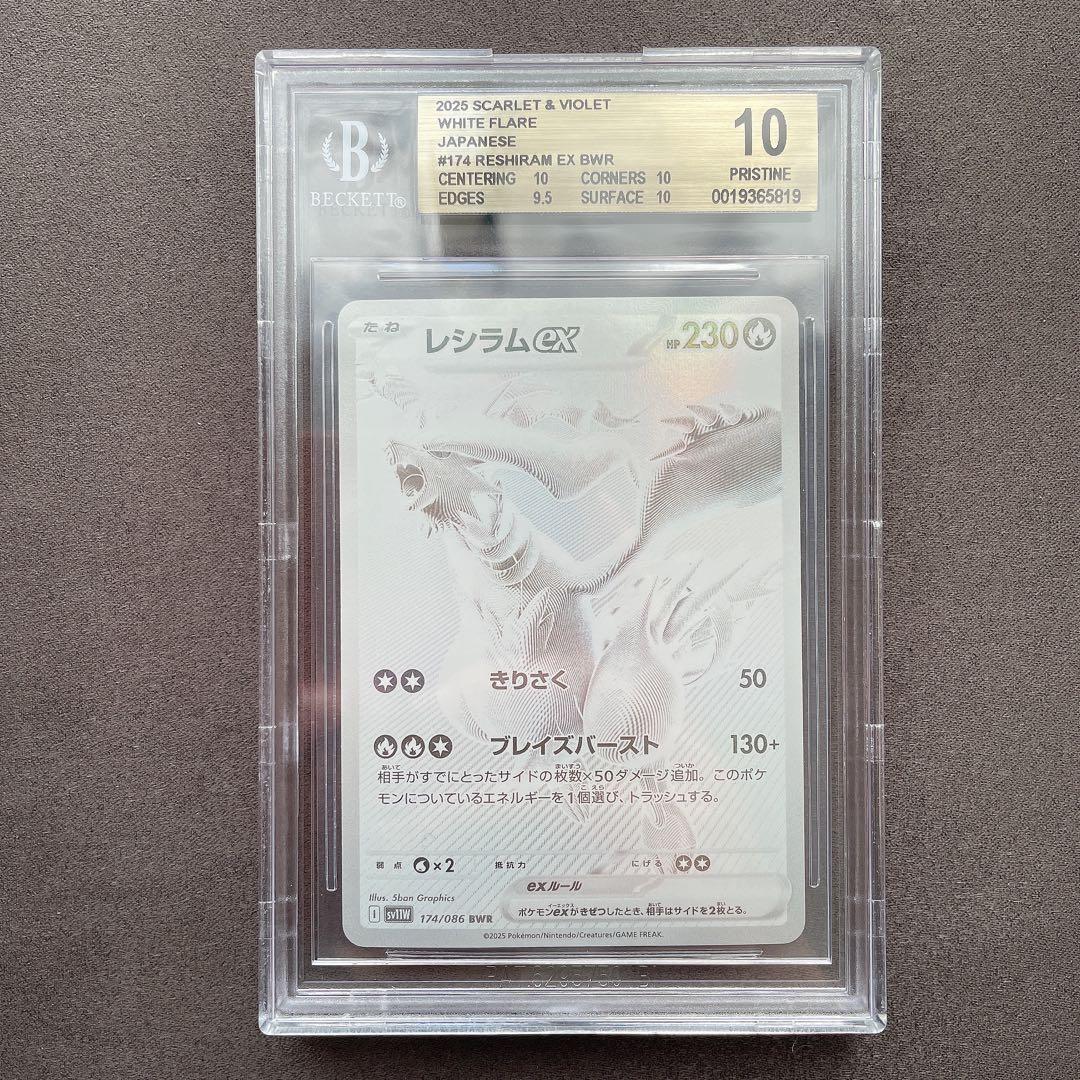 B
BECKETT®
2025 SCARLET & VIOLET
WHITE FLARE
JAPANESE
#174 RESHIRAM EX BWR
CENTERING 10 CORNERS 10
EDGES 9.5 SURFACE 10
10
PRISTINE
0019365819
たね レシラムex HP 230
きりさく 50
ブレイズバースト 130+
相手がすでにとったサイドの枚数×50ダメージ追加。このポケ
モンについているエネルギーを1個選び、トラッシュする。
弱点 ×2 抵抗力 にげる
exルール
ポケモンexがきぜつしたとき、相手はサイドを2枚とる。
Illus. 5ban Graphics
I sv11W 174/086 BWR
©2025 Pokémon/Nintendo/Creatures/GAME FREAK.